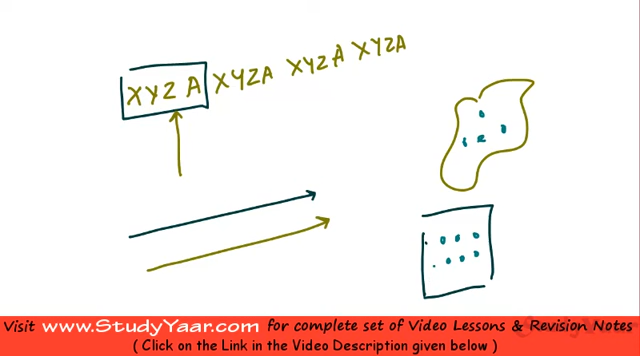 XYZA XYZA XYZA XYZA
Visit www.StudyYaar.com for complete set of Video Lessons & Revision Notes
( Click on the Link in the Video Description given below )